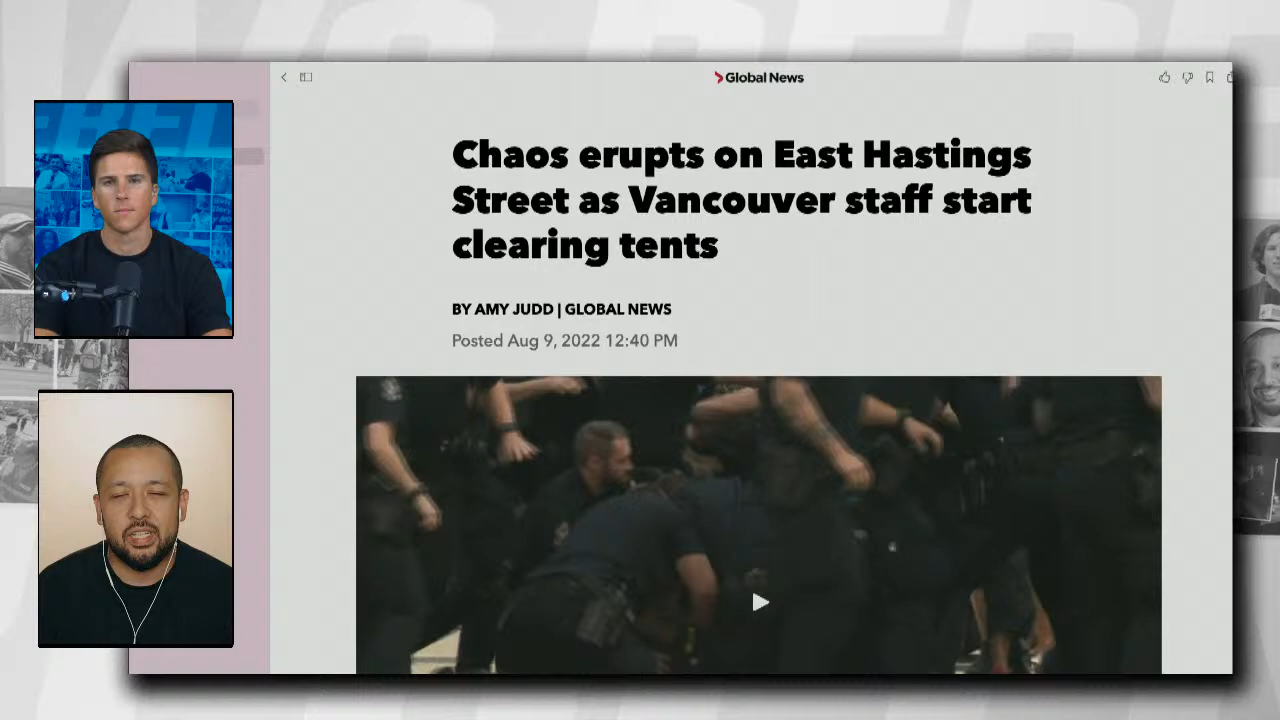 Global News
Chaos erupts on East Hastings
Street as Vancouver staff start
clearing tents
BY AMY JUDD | GLOBAL NEWS
Posted Aug 9, 2022 12:40 PM